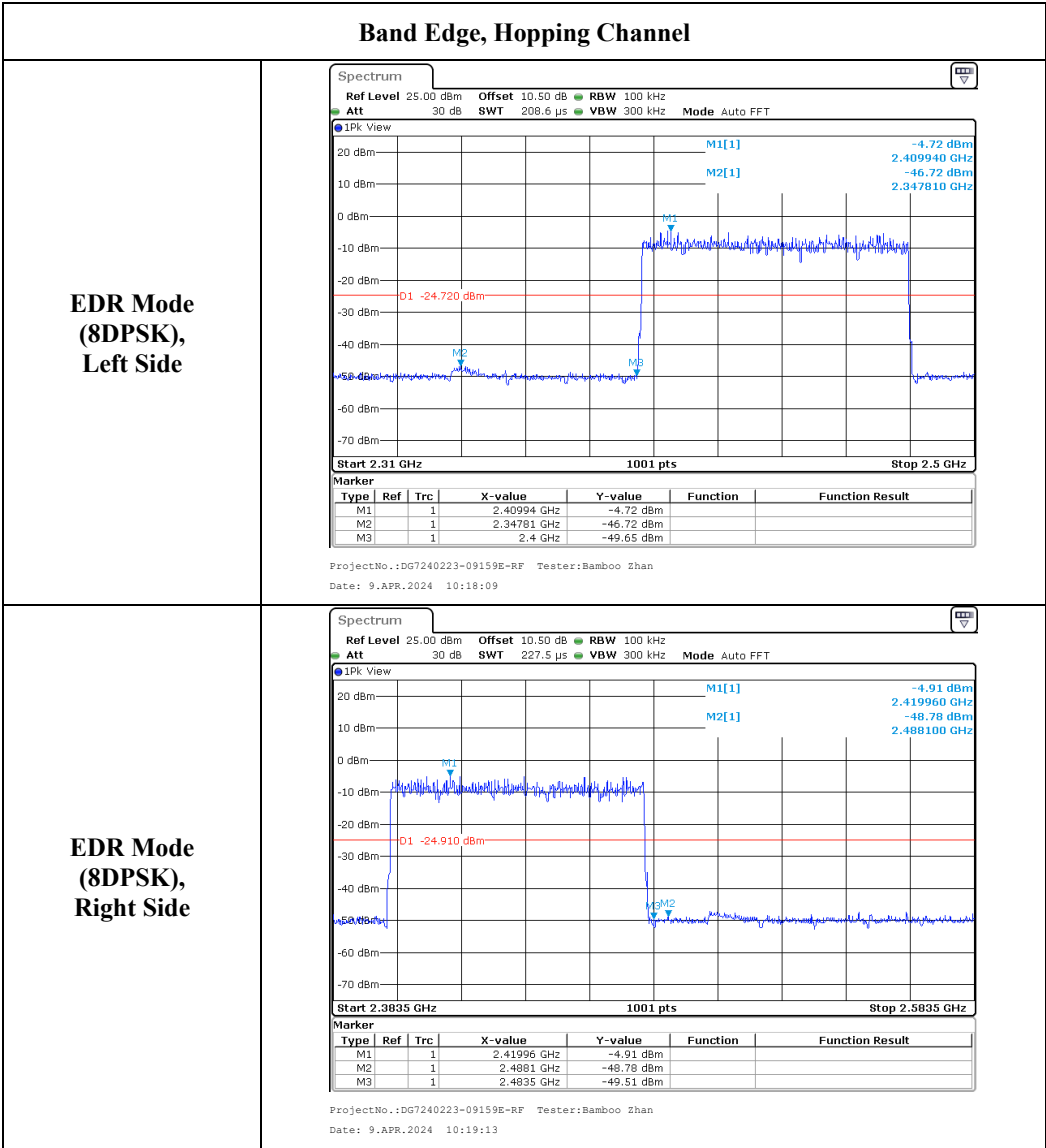 Band Edge, Hopping Channel
EDR Mode
(8DPSK),
Left Side
Spectrum
Ref Level 25.00 dBm Offset 10.50 dB RBW 100 kHz
Att 30 dB SWT 208.6 µs VBW 300 kHz Mode Auto FFT
1Pk View
M1[1] -4.72 dBm
2.409940 GHz
M2[1] -46.72 dBm
2.347810 GHz
20 dBm
10 dBm
0 dBm
M1
-10 dBm
-20 dBm
D1 -24.720 dBm
-30 dBm
-40 dBm
M2
M3
-50 dBm
-60 dBm
-70 dBm
Start 2.31 GHz 1001 pts Stop 2.5 GHz
Marker
Type Ref Trc X-value Y-value Function Function Result
M1 1 2.40994 GHz -4.72 dBm
M2 1 2.34781 GHz -46.72 dBm
M3 1 2.4 GHz -49.65 dBm
ProjectNo.:DG7240223-09159E-RF Tester:Bamboo Zhan
Date: 9.APR.2024 10:18:09
EDR Mode
(8DPSK),
Right Side
Spectrum
Ref Level 25.00 dBm Offset 10.50 dB RBW 100 kHz
Att 30 dB SWT 227.5 µs VBW 300 kHz Mode Auto FFT
1Pk View
M1[1] -4.91 dBm
2.419960 GHz
M2[1] -48.78 dBm
2.488100 GHz
20 dBm
10 dBm
0 dBm
M1
-10 dBm
-20 dBm
D1 -24.910 dBm
-30 dBm
-40 dBm
M3 M2
-50 dBm
-60 dBm
-70 dBm
Start 2.3835 GHz 1001 pts Stop 2.5835 GHz
Marker
Type Ref Trc X-value Y-value Function Function Result
M1 1 2.41996 GHz -4.91 dBm
M2 1 2.4881 GHz -48.78 dBm
M3 1 2.4835 GHz -49.51 dBm
ProjectNo.:DG7240223-09159E-RF Tester:Bamboo Zhan
Date: 9.APR.2024 10:19:13